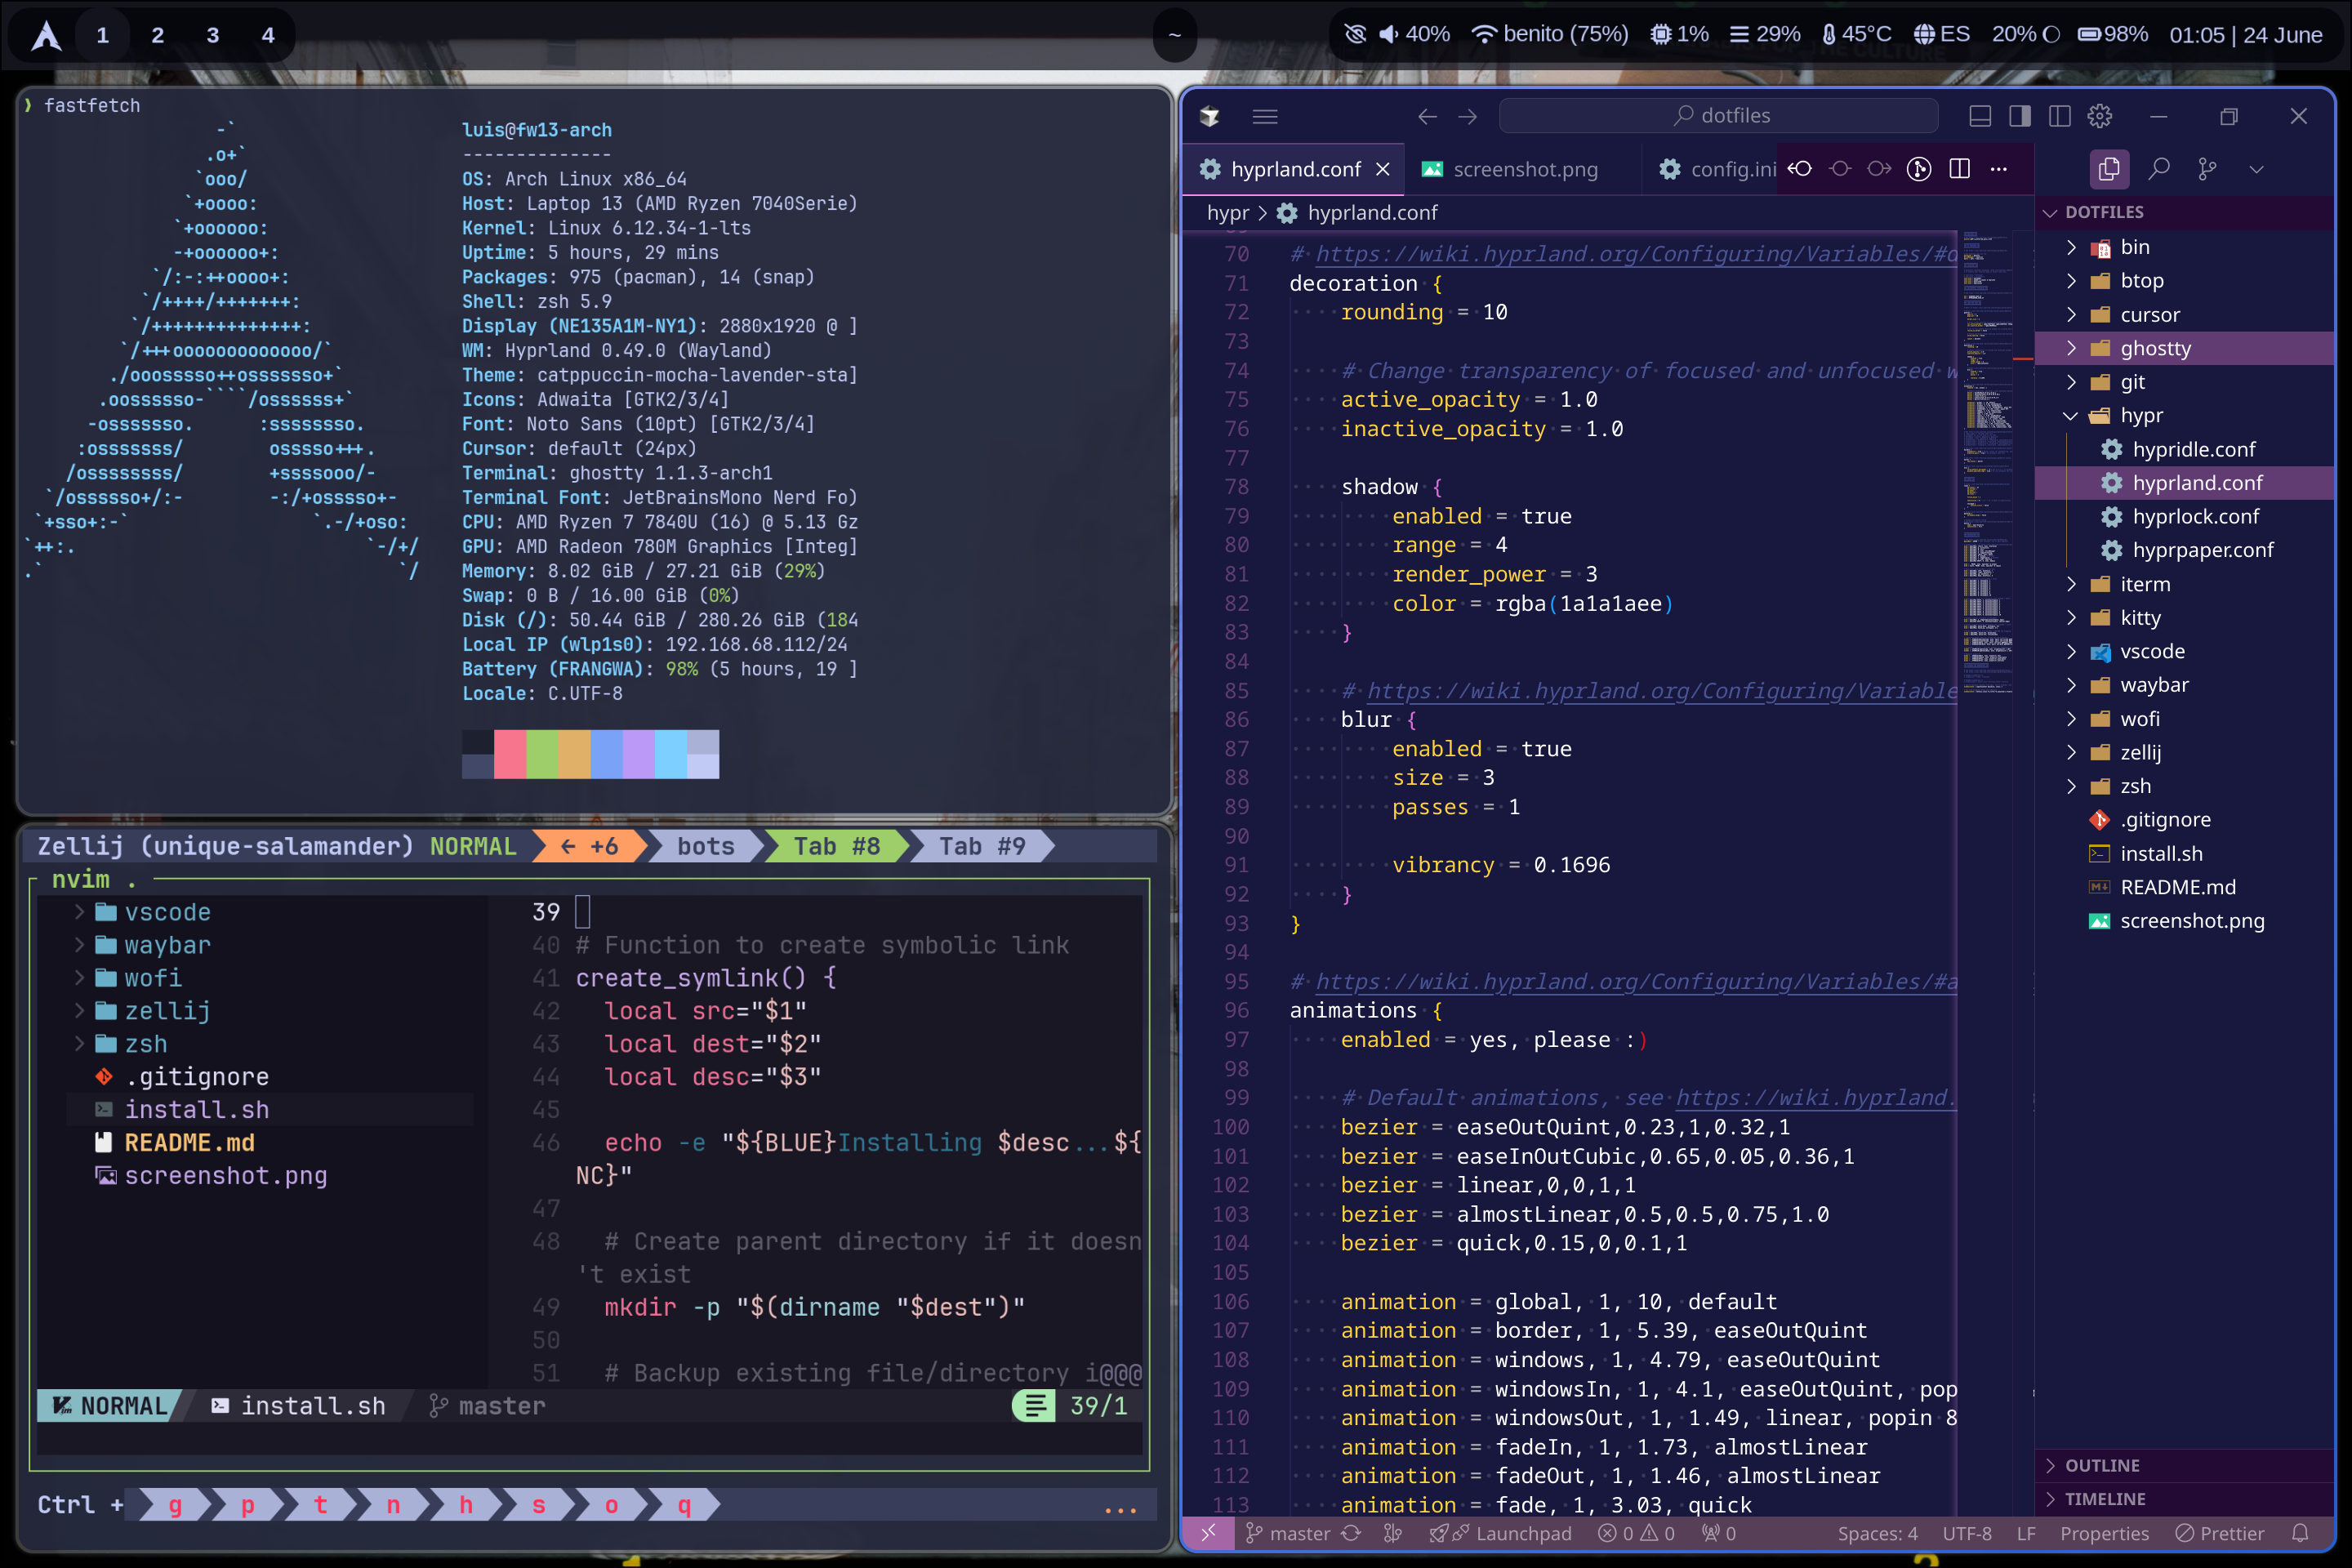 1 2 3 4
~
40% benito (75%) 1% 29% 45°C ES 20% 98% 01:05 | 24 June
❯ fastfetch
luis@fw13-arch
--------------
OS: Arch Linux x86_64
Host: Laptop 13 (AMD Ryzen 7040Serie)
Kernel: Linux 6.12.34-1-lts
Uptime: 5 hours, 29 mins
Packages: 975 (pacman), 14 (snap)
Shell: zsh 5.9
Display (NE135A1M-NY1): 2880x1920 @ ]
WM: Hyprland 0.49.0 (Wayland)
Theme: catppuccin-mocha-lavender-sta]
Icons: Adwaita [GTK2/3/4]
Font: Noto Sans (10pt) [GTK2/3/4]
Cursor: default (24px)
Terminal: ghostty 1.1.3-arch1
Terminal Font: JetBrainsMono Nerd Fo)
CPU: AMD Ryzen 7 7840U (16) @ 5.13 Gz
GPU: AMD Radeon 780M Graphics [Integ]
Memory: 8.02 GiB / 27.21 GiB (29%)
Swap: 0 B / 16.00 GiB (0%)
Disk (/): 50.44 GiB / 280.26 GiB (184
Local IP (wlp1s0): 192.168.68.112/24
Battery (FRANGWA): 98% (5 hours, 19 ]
Locale: C.UTF-8
Zellij (unique-salamander) NORMAL ← +6 bots Tab #8 Tab #9
nvim .
> vscode
> waybar
> wofi
> zellij
> zsh
.gitignore
install.sh
README.md
screenshot.png
39
40 # Function to create symbolic link
41 create_symlink() {
42 local src="$1"
43 local dest="$2"
44 local desc="$3"
45
46 echo -e "${BLUE}Installing $desc...${
NC}"
47
48 # Create parent directory if it doesn
't exist
49 mkdir -p "$(dirname "$dest")"
50
51 # Backup existing file/directory i@@@
NORMAL install.sh master 39/1
Ctrl + g p t n h s o q ...
dotfiles
hyprland.conf screenshot.png config.ini
hypr > hyprland.conf
70 # https://wiki.hyprland.org/Configuring/Variables/#d
71 decoration {
72 rounding = 10
73
74 # Change transparency of focused and unfocused w
75 active_opacity = 1.0
76 inactive_opacity = 1.0
77
78 shadow {
79 enabled = true
80 range = 4
81 render_power = 3
82 color = rgba(1a1a1aee)
83 }
84
85 # https://wiki.hyprland.org/Configuring/Variable
86 blur {
87 enabled = true
88 size = 3
89 passes = 1
90
91 vibrancy = 0.1696
92 }
93 }
94
95 # https://wiki.hyprland.org/Configuring/Variables/#a
96 animations {
97 enabled = yes, please :)
98
99 # Default animations, see https://wiki.hyprland.
100 bezier = easeOutQuint,0.23,1,0.32,1
101 bezier = easeInOutCubic,0.65,0.05,0.36,1
102 bezier = linear,0,0,1,1
103 bezier = almostLinear,0.5,0.5,0.75,1.0
104 bezier = quick,0.15,0,0.1,1
105
106 animation = global, 1, 10, default
107 animation = border, 1, 5.39, easeOutQuint
108 animation = windows, 1, 4.79, easeOutQuint
109 animation = windowsIn, 1, 4.1, easeOutQuint, pop
110 animation = windowsOut, 1, 1.49, linear, popin 8
111 animation = fadeIn, 1, 1.73, almostLinear
112 animation = fadeOut, 1, 1.46, almostLinear
113 animation = fade, 1, 3.03, quick
DOTFILES
bin
btop
cursor
ghostty
git
hypr
hypridle.conf
hyprland.conf
hyprlock.conf
hyprpaper.conf
iterm
kitty
vscode
waybar
wofi
zellij
zsh
.gitignore
install.sh
README.md
screenshot.png
OUTLINE
TIMELINE
master Launchpad 0 0 0 Spaces: 4 UTF-8 LF Properties Prettier